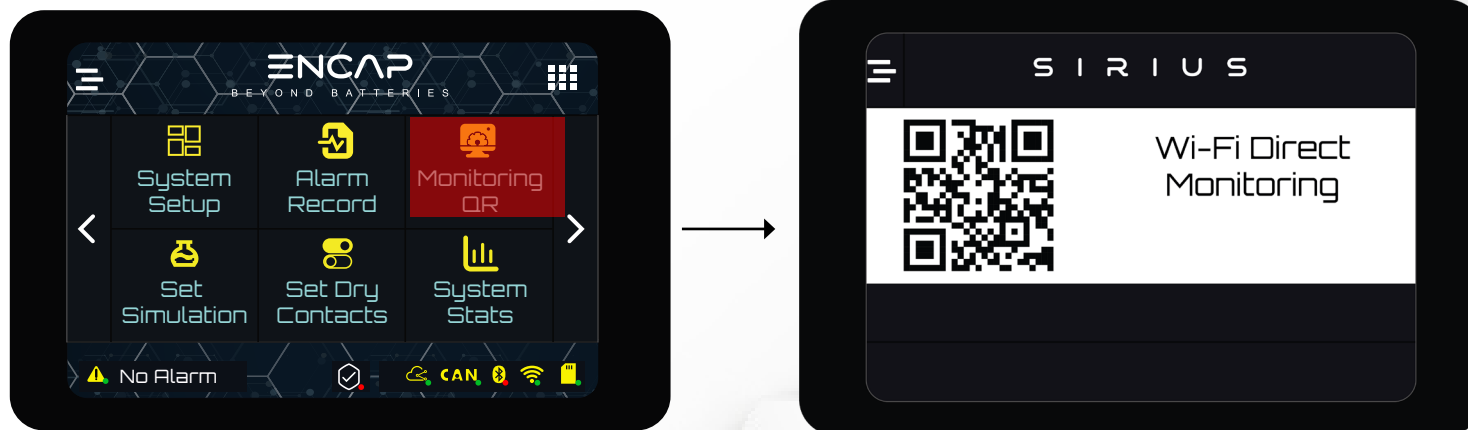 ENCAP
BEYOND BATTERIES
System
Setup
Alarm
Record
Monitoring
QR
Set
Simulation
Set Dry
Contacts
System
Stats
No Alarm
CAN
SIRIUS
Wi-Fi Direct
Monitoring